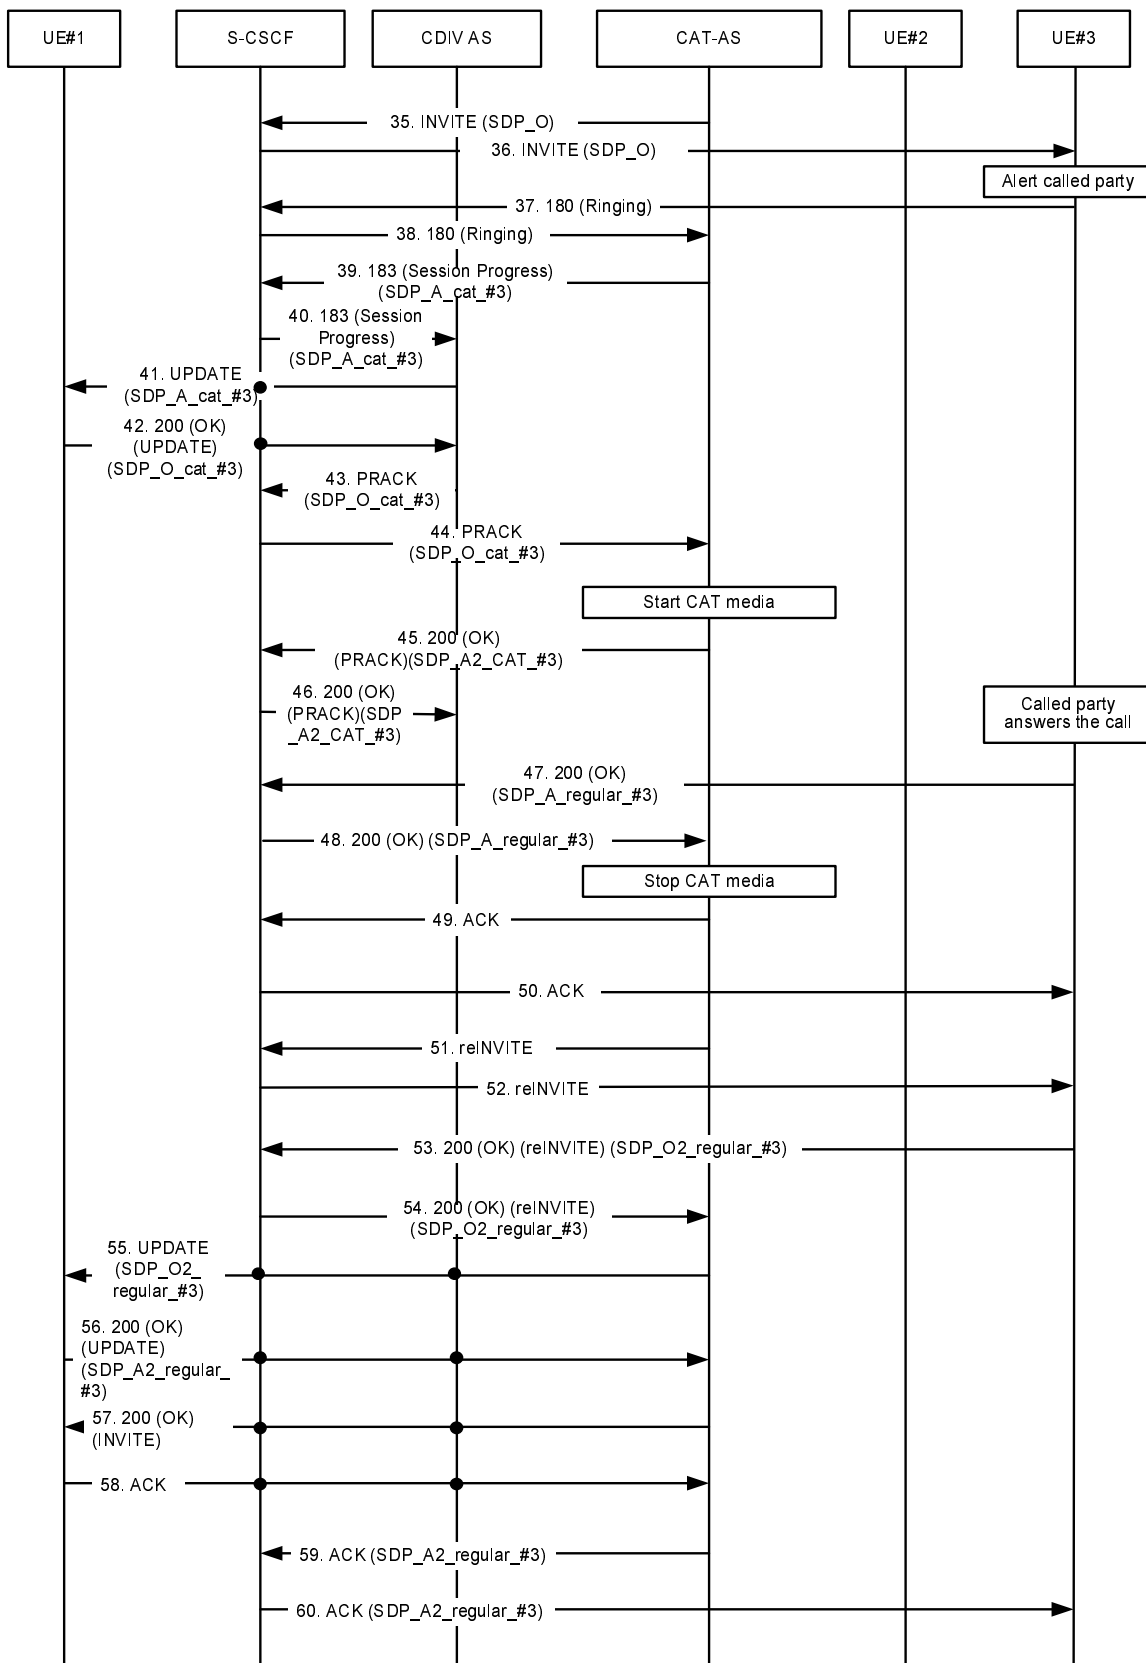 UE#1
S-CSCF
CDIV AS
CAT-AS
UE#2
UE#3
35. INVITE (SDP_O)
36. INVITE (SDP_O)
Alert called party
37. 180 (Ringing)
38. 180 (Ringing)
39. 183 (Session Progress)
(SDP_A_cat_#3)
40. 183 (Session
Progress)
(SDP_A_cat_#3)
41. UPDATE
(SDP_A_cat_#3)
42. 200 (OK)
(UPDATE)
(SDP_O_cat_#3)
43. PRACK
(SDP_O_cat_#3)
44. PRACK
(SDP_O_cat_#3)
Start CAT media
45. 200 (OK)
(PRACK)(SDP_A2_CAT_#3)
46. 200 (OK)
(PRACK)(SDP
_A2_CAT_#3)
Called party
answers the call
47. 200 (OK)
(SDP_A_regular_#3)
48. 200 (OK) (SDP_A_regular_#3)
Stop CAT media
49. ACK
50. ACK
51. reINVITE
52. reINVITE
53. 200 (OK) (reINVITE) (SDP_O2_regular_#3)
54. 200 (OK) (reINVITE)
(SDP_O2_regular_#3)
55. UPDATE
(SDP_O2_
regular_#3)
56. 200 (OK)
(UPDATE)
(SDP_A2_regular_
#3)
57. 200 (OK)
(INVITE)
58. ACK
59. ACK (SDP_A2_regular_#3)
60. ACK (SDP_A2_regular_#3)